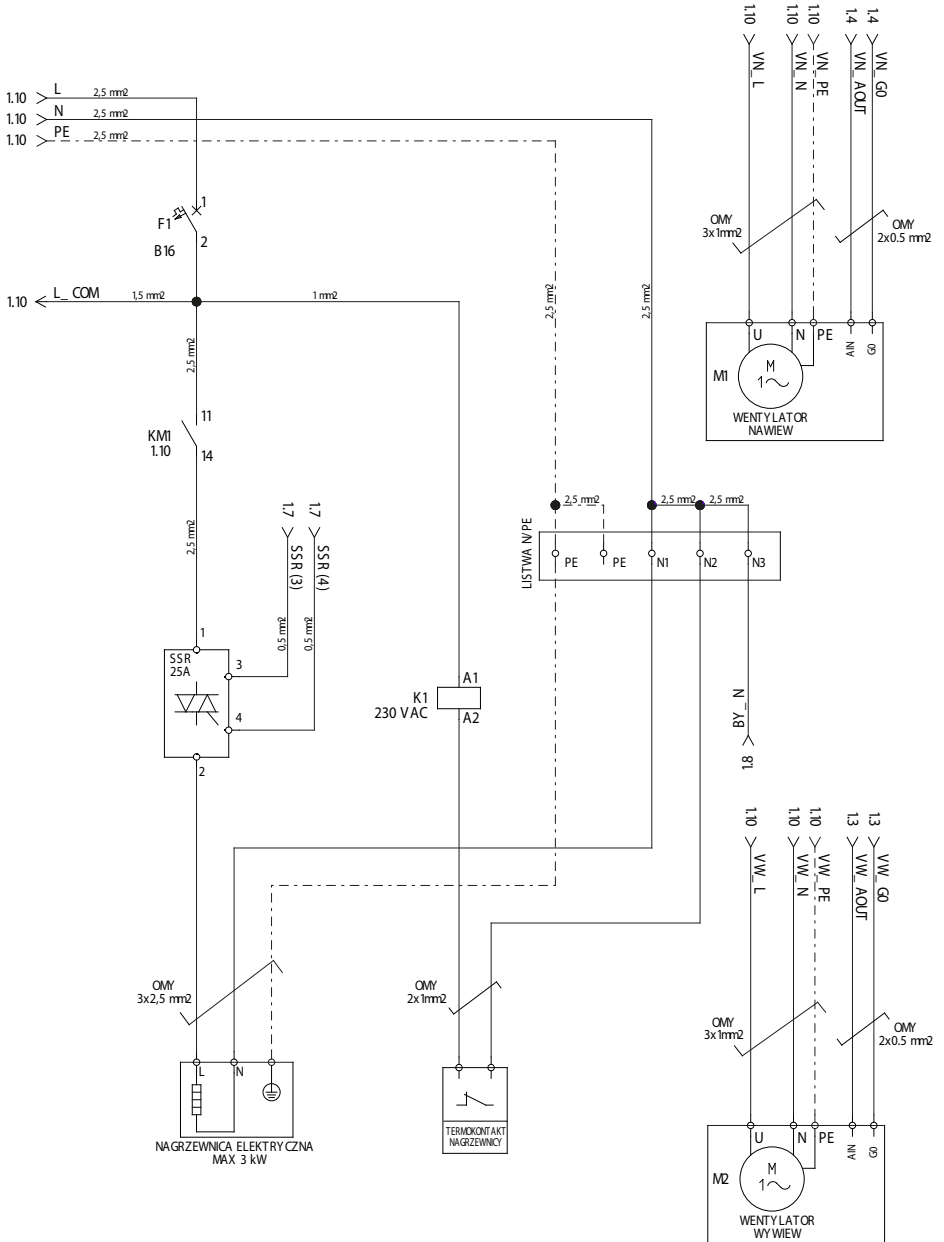 1.10 L 2,5 mm2
1.10 N 2,5 mm2
1.10 PE 2,5 mm2
F1
B16
1
2
1.10 L_COM 1,5 mm2
1 mm2
2,5 mm2
KM1
1.10
11
14
2,5 mm2
1.7
SSR (3)
0,5 mm2
1.7
SSR (4)
0,5 mm2
1
SSR
25A
3
4
2
K1
230 VAC
A1
A2
2,5 mm2
2,5 mm2
LISTWA N/PE
2,5 mm2
2,5 mm2
2,5 mm2
PE
PE
N1
N2
N3
BY_N
1.8
OMY
3x2,5 mm2
L
N
NAGRZEWNICA ELEKTRYCZNA
MAX 3 kW
OMY
2x1mm2
TERMOKONTAKT
NAGRZEWNICY
1.10
VN_L
1.10
VN_N
1.10
VN_PE
1.4
VN_AOUT
1.4
VN_G0
OMY
3x1mm2
OMY
2x0.5 mm2
U
N
PE
AIN
G0
M1
M
1~
WENTYLATOR
NAWIEW
1.10
VW_L
1.10
VW_N
1.10
VW_PE
1.3
VW_AOUT
1.3
VW_G0
OMY
3x1mm2
OMY
2x0.5 mm2
U
N
PE
AIN
G0
M2
M
1~
WENTYLATOR
WYWIEW